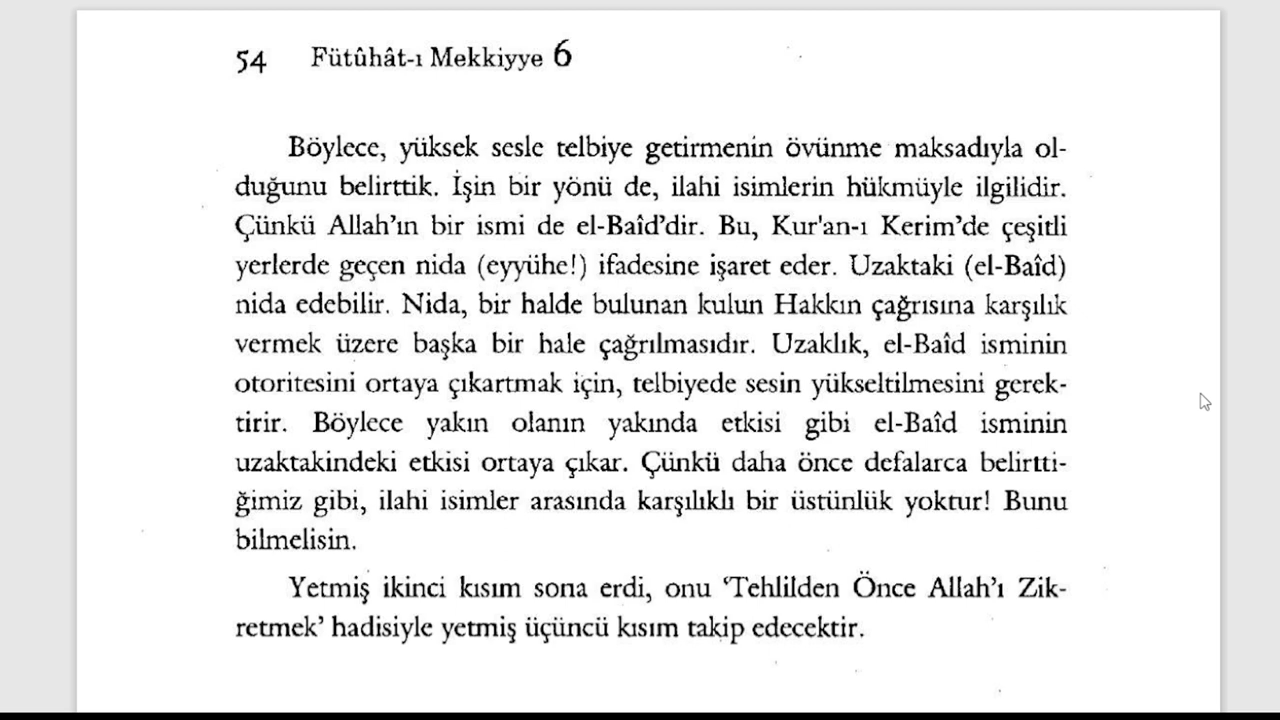 54 Fütûhât-ı Mekkiyye 6
Böylece, yüksek sesle telbiye getirmenin övünme maksadıyla ol-
duğunu belirttik. İşin bir yönü de, ilahi isimlerin hükmüyle ilgilidir.
Çünkü Allah'ın bir ismi de el-Baîd'dir. Bu, Kur'an-ı Kerim'de çeşitli
yerlerde geçen nida (eyyühe!) ifadesine işaret eder. Uzaktaki (el-Baîd)
nida edebilir. Nida, bir halde bulunan kulun Hakkın çağrısına karşılık
vermek üzere başka bir hale çağrılmasıdır. Uzaklık, el-Baîd isminin
otoritesini ortaya çıkartmak için, telbiyede sesin yükseltilmesini gerek-
tirir. Böylece yakın olanın yakında etkisi gibi el-Baîd isminin
uzaktakindeki etkisi ortaya çıkar. Çünkü daha önce defalarca belirtti-
ğimiz gibi, ilahi isimler arasında karşılıklı bir üstünlük yoktur! Bunu
bilmelisin.
Yetmiş ikinci kısım sona erdi, onu 'Tehlilden Önce Allah'ı Zik-
retmek' hadisiyle yetmiş üçüncü kısım takip edecektir.